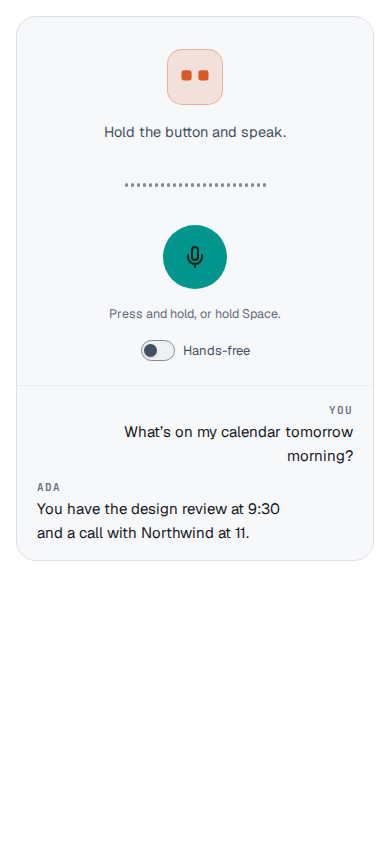 Hold the button and speak.
Press and hold, or hold Space.
Hands-free
YOU
What's on my calendar tomorrow
morning?
ADA
You have the design review at 9:30
and a call with Northwind at 11.